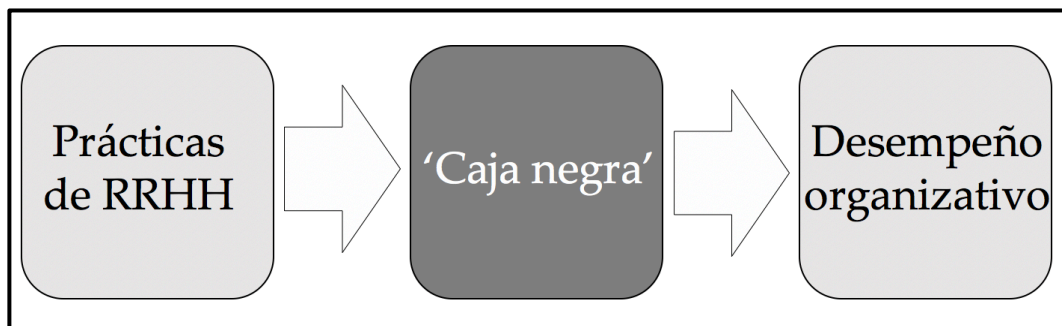 Prácticas
de RRHH
‘Caja negra’
Desempeño
organizativo